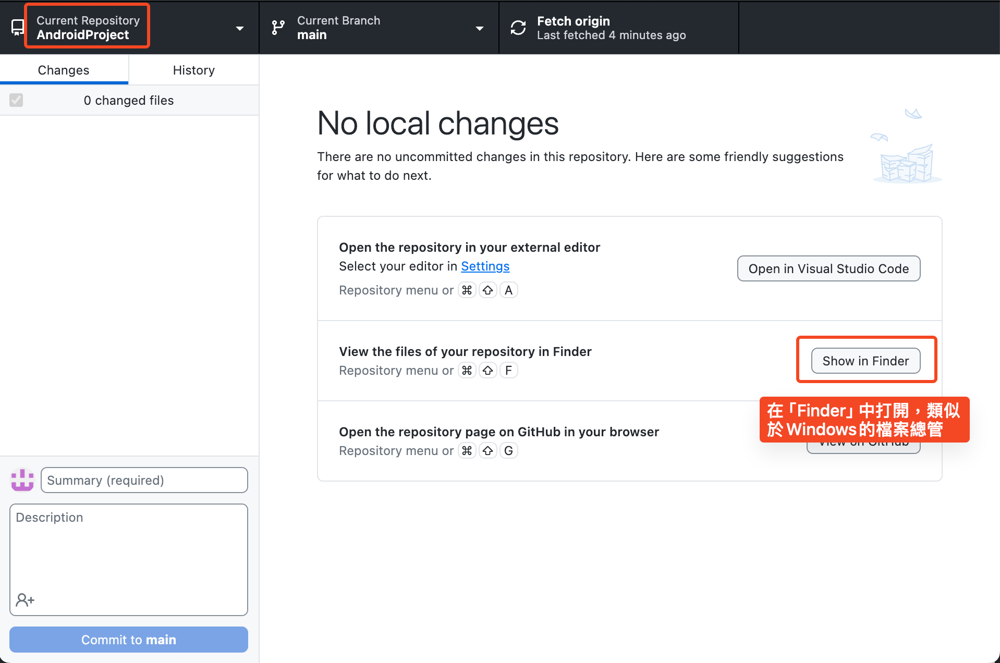 Current Repository
AndroidProject
Current Branch
main
Fetch origin
Last fetched 4 minutes ago
Changes
History
0 changed files
No local changes
There are no uncommitted changes in this repository. Here are some friendly suggestions
for what to do next.
Open the repository in your external editor
Select your editor in Settings
Repository menu or ⌘ ⇧ A
Open in Visual Studio Code
View the files of your repository in Finder
Repository menu or ⌘ ⇧ F
Show in Finder
在「Finder」中打開，類似
於Windows的檔案總管
Open the repository page on GitHub in your browser
Repository menu or ⌘ ⇧ G
View on GitHub
Summary (required)
Description
Commit to main